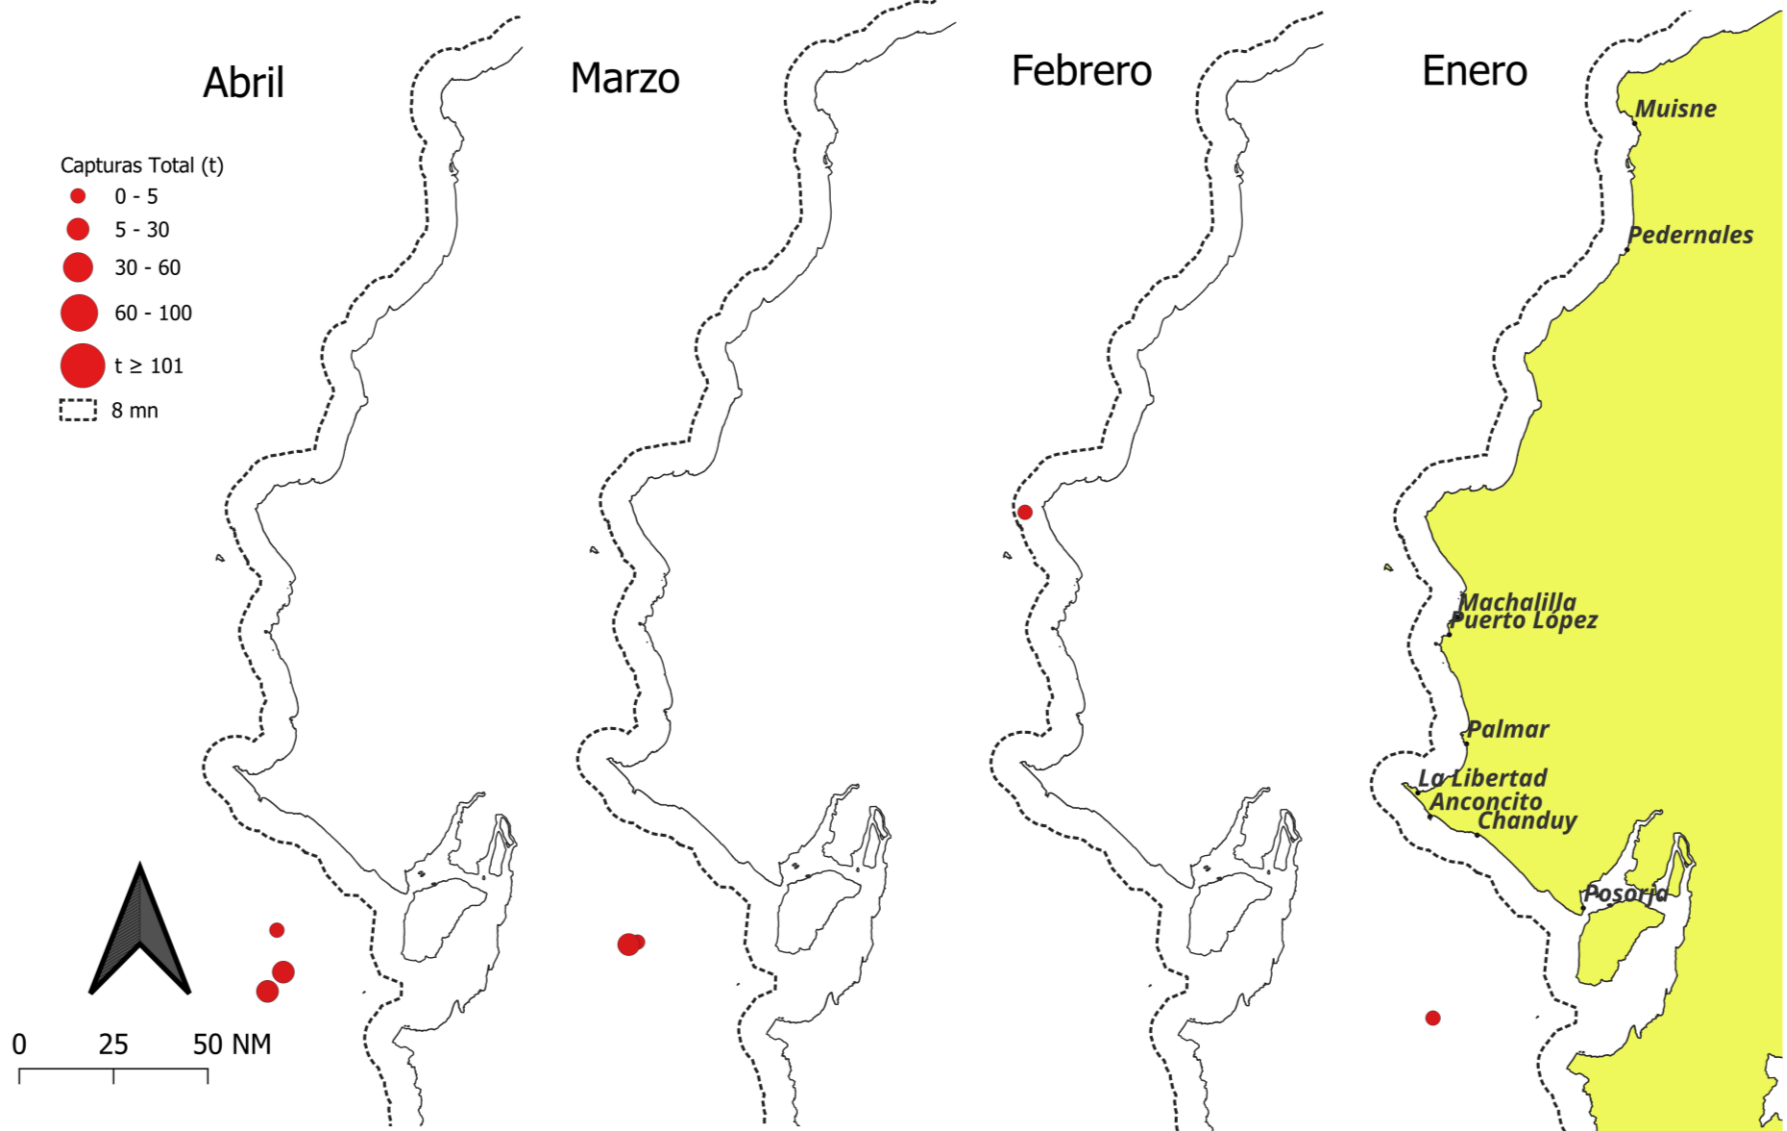 Abril
Marzo
Febrero
Enero
Capturas Total (t)
0 - 5
5 - 30
30 - 60
60 - 100
t ≥ 101
8 mn
Muisne
Pedernales
Machalilla
Puerto López
Palmar
La Libertad
Anconcito
Chanduy
Posorja
0 25 50 NM